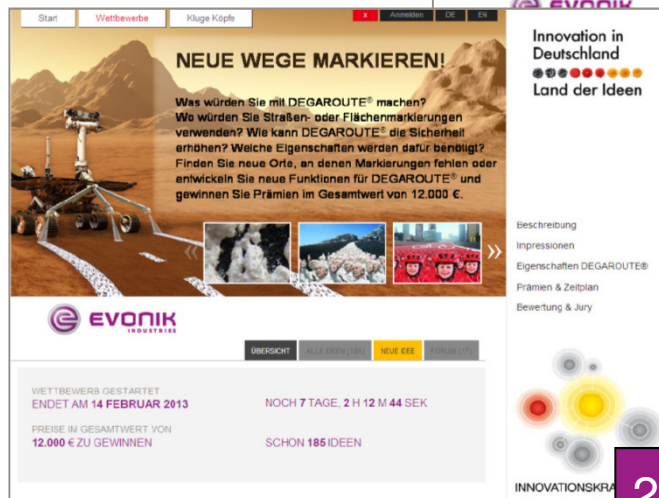 EVONIK
Start
Wettbewerbe
Kluge Köpfe
x
Anmelden
DE
EN
NEUE WEGE MARKIEREN!
Was würden Sie mit DEGAROUTE® machen?
Wo würden Sie Straßen- oder Flächenmarkierungen
verwenden? Wie kann DEGAROUTE® die Sicherheit
erhöhen? Welche Eigenschaften werden dafür benötigt?
Finden Sie neue Orte, an denen Markierungen fehlen oder
entwickeln Sie neue Funktionen für DEGAROUTE® und
gewinnen Sie Prämien im Gesamtwert von 12.000 €.
Innovation in
Deutschland
Land der Ideen
Beschreibung
Impressionen
Eigenschaften DEGAROUTE®
Prämien & Zeitplan
Bewertung & Jury
EVONIK
INDUSTRIES
ÜBERSICHT
NEUE IDEE
WETTBEWERB GESTARTET
ENDET AM 14 FEBRUAR 2013
NOCH 7 TAGE, 2 H 12 M 44 SEK
PREISE IM GESAMTWERT VON
12.000 € ZU GEWINNEN
SCHON 185 IDEEN
INNOVATIONSKRA
2